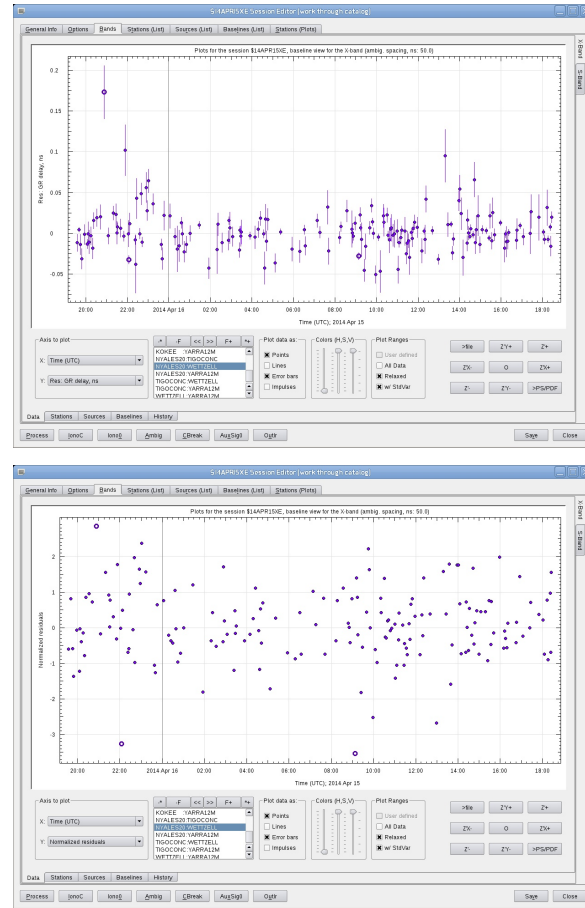 $14APR15XE Session Editor (work through catalog)
General Info Options Bands Stations (List) Sources (List) Baselines (List) Stations (Plots)
X-Band
S-Band
Plots for the session $14APR15XE, baseline view for the X-band (ambig. spacing, ns: 50.0)
Res: GR delay, ns
0.2
0.15
0.1
0.05
0
-0.05
20:00 22:00 2014 Apr 16 02:00 04:00 06:00 08:00 10:00 12:00 14:00 16:00 18:00
Time (UTC); 2014 Apr 15
Axis to plot
X: Time (UTC)
Y: Res: GR delay, ns
-* -F << >> F+ *+
KOKEE :YARRA12M
NYALES20:TIGOCONC
NYALES20:WETTZELL
NYALES20:YARRA12M
TIGOCONC:WETTZELL
TIGOCONC:YARRA12M
WETTZELL:YARRA12M
Plot data as:
Points
Lines
Error bars
Impulses
Colors (H,S,V)
Plot Ranges
User defined
All Data
Relaxed
w/ StdVar
>file Z'Y+ Z+
Z'X- O Z'X+
Z- Z'Y- >PS/PDF
Data Stations Sources Baselines History
Process IonoC Iono0 Ambig CBreak AuxSig0 Outlr Save Close
$14APR15XE Session Editor (work through catalog)
General Info Options Bands Stations (List) Sources (List) Baselines (List) Stations (Plots)
X-Band
S-Band
Plots for the session $14APR15XE, baseline view for the X-band (ambig. spacing, ns: 50.0)
Normalized residuals
2
1
0
-1
-2
-3
20:00 22:00 2014 Apr 16 02:00 04:00 06:00 08:00 10:00 12:00 14:00 16:00 18:00
Time (UTC); 2014 Apr 15
Axis to plot
X: Time (UTC)
Y: Normalized residuals
-* -F << >> F+ *+
KOKEE :YARRA12M
NYALES20:TIGOCONC
NYALES20:WETTZELL
NYALES20:YARRA12M
TIGOCONC:WETTZELL
TIGOCONC:YARRA12M
WETTZELL:YARRA12M
Plot data as:
Points
Lines
Error bars
Impulses
Colors (H,S,V)
Plot Ranges
User defined
All Data
Relaxed
w/ StdVar
>file Z'Y+ Z+
Z'X- O Z'X+
Z- Z'Y- >PS/PDF
Data Stations Sources Baselines History
Process IonoC Iono0 Ambig CBreak AuxSig0 Outlr Save Close